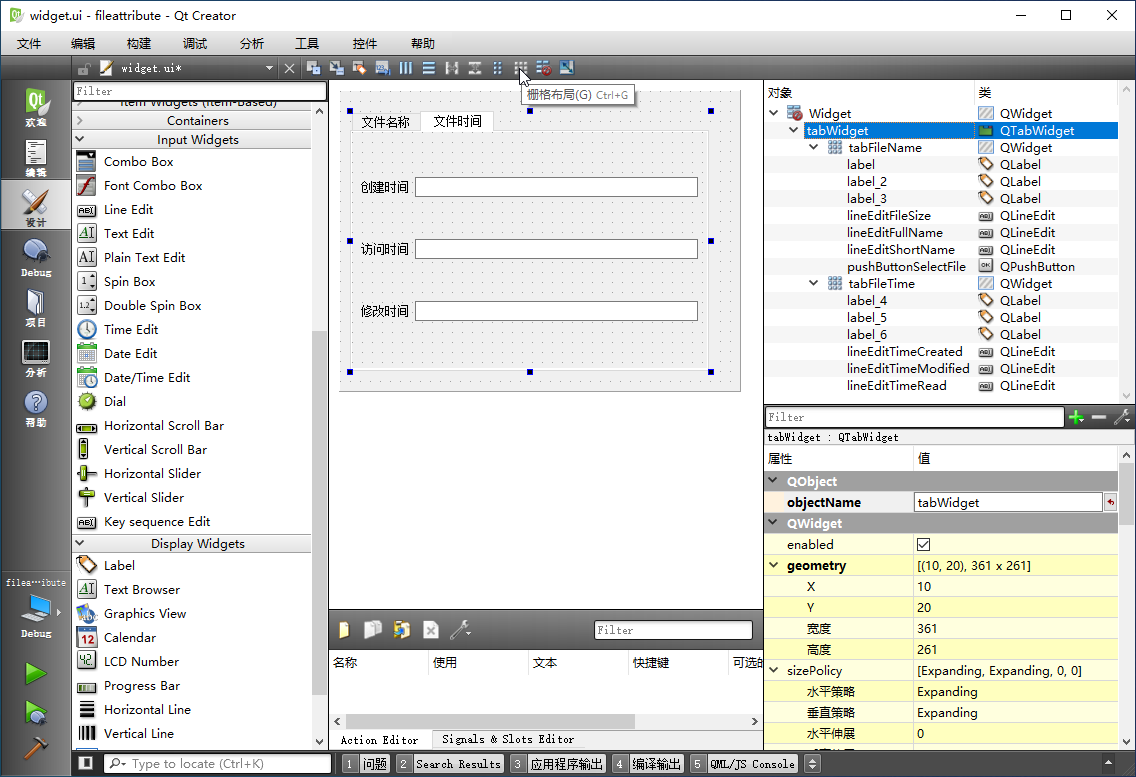 widget.ui - fileattribute - Qt Creator
文件 编辑 构建 调试 分析 工具 控件 帮助
widget.ui*
栅格布局(G) Ctrl+G
欢迎
编辑
设计
Debug
项目
分析
帮助
filea…ibute
Debug
Filter
Item Widgets (Item-Based)
Containers
Input Widgets
Combo Box
Font Combo Box
Line Edit
Text Edit
Plain Text Edit
Spin Box
Double Spin Box
Time Edit
Date Edit
Date/Time Edit
Dial
Horizontal Scroll Bar
Vertical Scroll Bar
Horizontal Slider
Vertical Slider
Key sequence Edit
Display Widgets
Label
Text Browser
Graphics View
Calendar
LCD Number
Progress Bar
Horizontal Line
Vertical Line
文件名称 文件时间
创建时间
访问时间
修改时间
Filter
名称 使用 文本 快捷键 可选的
Action Editor Signals & Slots Editor
对象 类
Widget QWidget
tabWidget QTabWidget
tabFileName QWidget
label QLabel
label_2 QLabel
label_3 QLabel
lineEditFileSize QLineEdit
lineEditFullName QLineEdit
lineEditShortName QLineEdit
pushButtonSelectFile QPushButton
tabFileTime QWidget
label_4 QLabel
label_5 QLabel
label_6 QLabel
lineEditTimeCreated QLineEdit
lineEditTimeModified QLineEdit
lineEditTimeRead QLineEdit
Filter
tabWidget : QTabWidget
属性 值
QObject
objectName tabWidget
QWidget
enabled
geometry [(10, 20), 361 x 261]
X 10
Y 20
宽度 361
高度 261
sizePolicy [Expanding, Expanding, 0, 0]
水平策略 Expanding
垂直策略 Expanding
水平伸展 0
Type to locate (Ctrl+K) 1 问题 2 Search Results 3 应用程序输出 4 编译输出 5 QML/JS Console